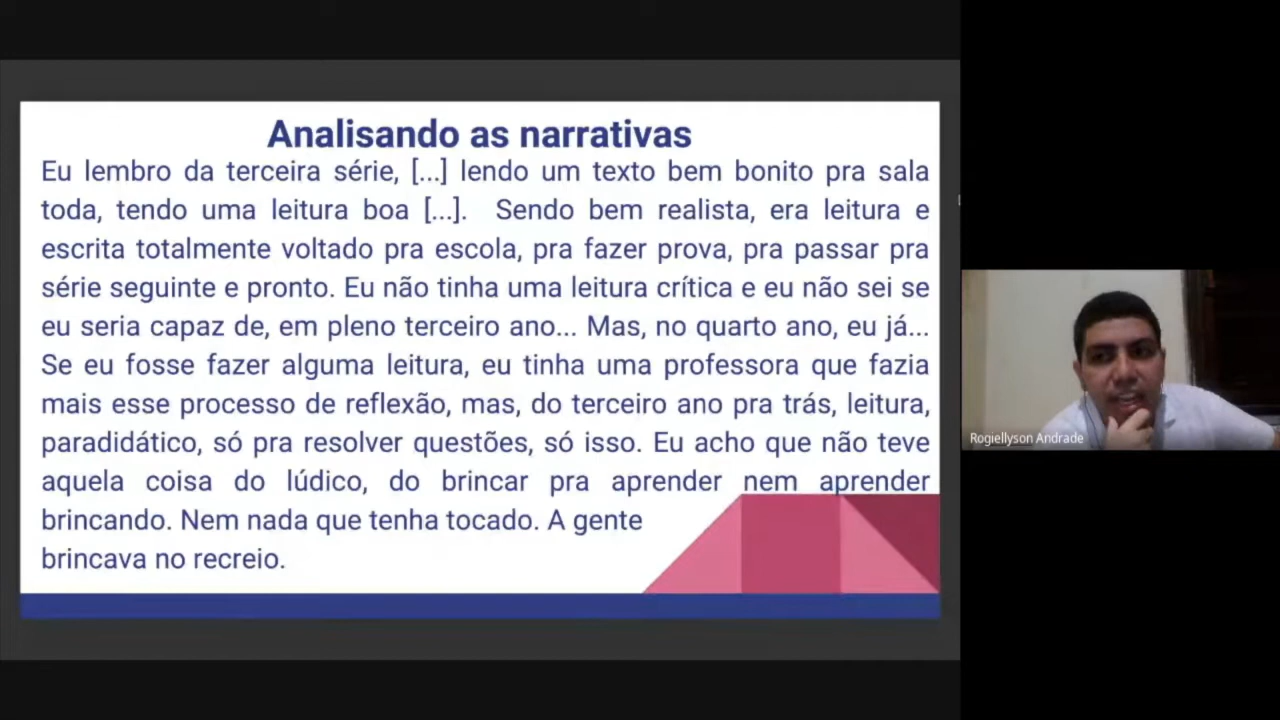 Analisando as narrativas
Eu lembro da terceira série, [...] lendo um texto bem bonito pra sala
toda, tendo uma leitura boa [...]. Sendo bem realista, era leitura e
escrita totalmente voltado pra escola, pra fazer prova, pra passar pra
série seguinte e pronto. Eu não tinha uma leitura crítica e eu não sei se
eu seria capaz de, em pleno terceiro ano... Mas, no quarto ano, eu já...
Se eu fosse fazer alguma leitura, eu tinha uma professora que fazia
mais esse processo de reflexão, mas, do terceiro ano pra trás, leitura,
paradidático, só pra resolver questões, só isso. Eu acho que não teve
aquela coisa do lúdico, do brincar pra aprender nem aprender
brincando. Nem nada que tenha tocado. A gente
brincava no recreio.
Rogiellyson Andrade